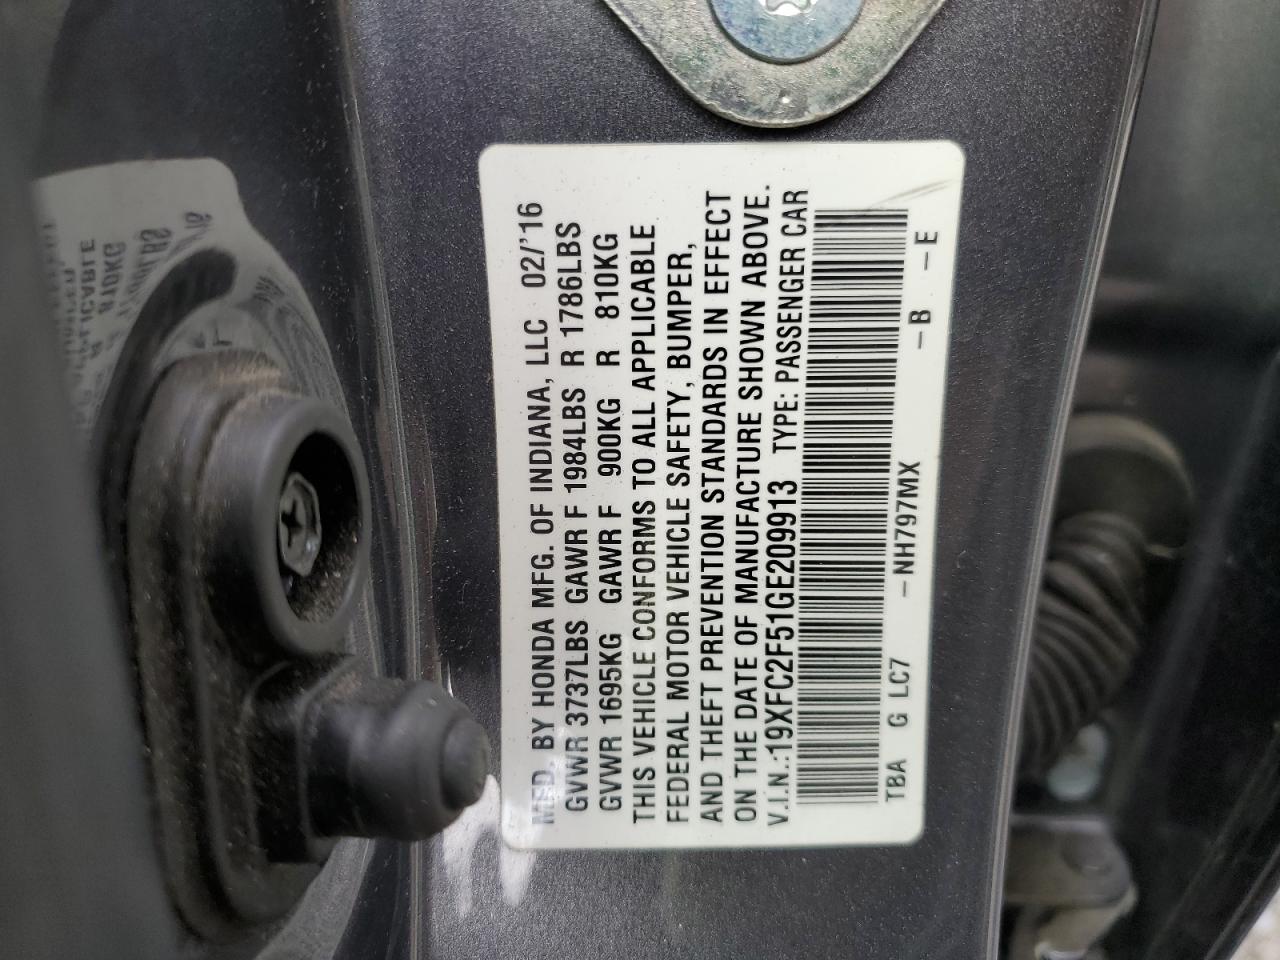 MFD. BY HONDA MFG. OF INDIANA, LLC 02/'16
GVWR 3737LBS GAWR F 1984LBS R 1786LBS
GVWR 1695KG GAWR F 900KG R 810KG
THIS VEHICLE CONFORMS TO ALL APPLICABLE
FEDERAL MOTOR VEHICLE SAFETY, BUMPER,
AND THEFT PREVENTION STANDARDS IN EFFECT
ON THE DATE OF MANUFACTURE SHOWN ABOVE.
V.I.N.:19XFC2F51GE209913 TYPE: PASSENGER CAR
TBA G LC7 -NH797MX -B -E